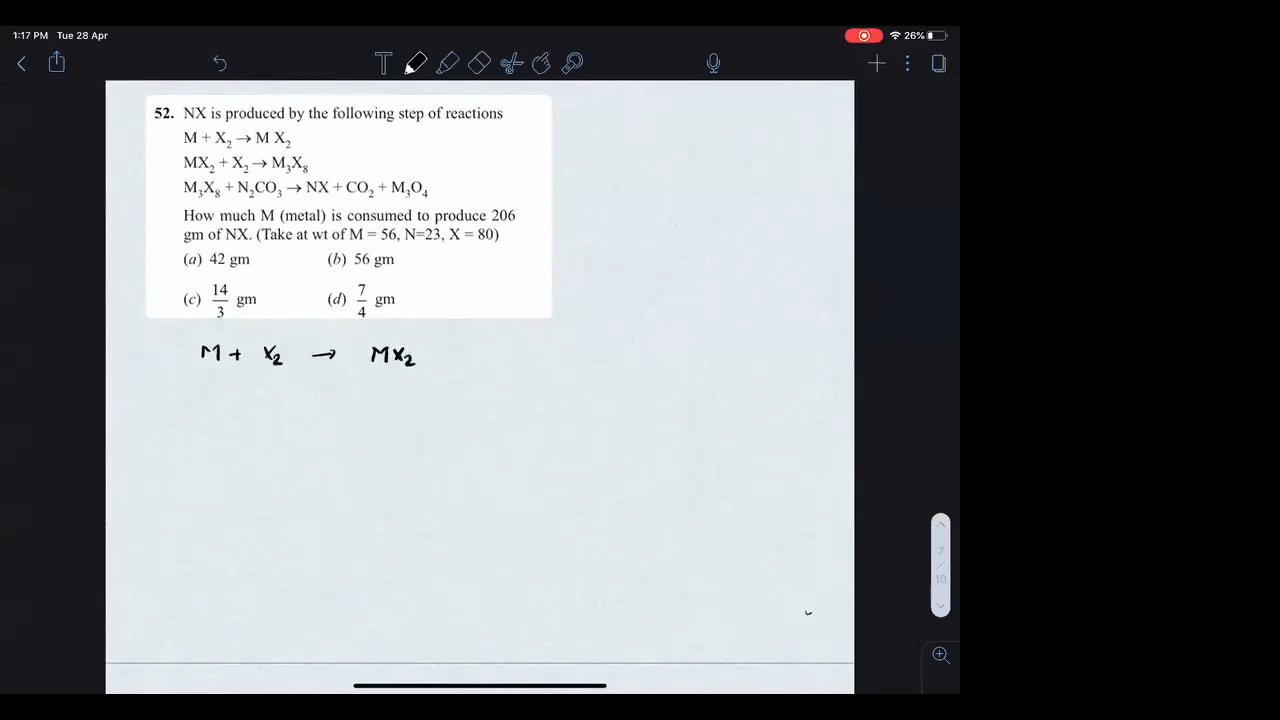 1:17 PM Tue 28 Apr
26%
T
52. NX is produced by the following step of reactions
M + X₂ → M X₂
MX₂ + X₂ → M₃X₈
M₃X₈ + N₂CO₃ → NX + CO₂ + M₃O₄
How much M (metal) is consumed to produce 206
gm of NX. (Take at wt of M = 56, N=23, X = 80)
(a) 42 gm (b) 56 gm
(c) 14/3 gm (d) 7/4 gm
M + X₂ → MX₂
7
/
10